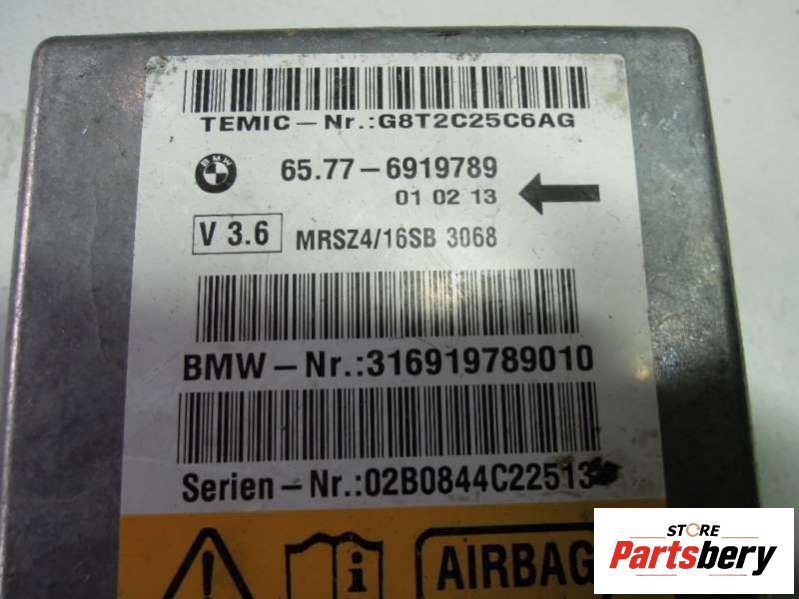 TEMIC-Nr.:G8T2C25C6AG
BMW
65.77-6919789
01 02 13
V 3.6
MRSZ4/16SB 3068
BMW-Nr.:316919789010
Serien-Nr.:02B0844C22513
i
AIRBAG
STORE
Partsbery